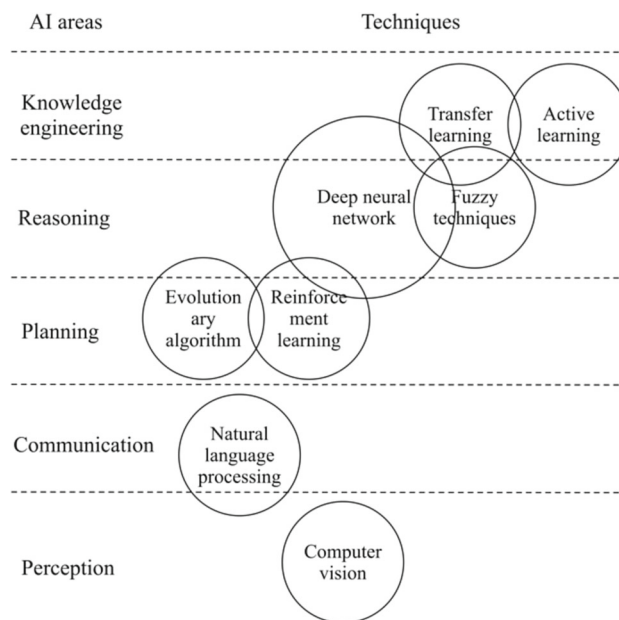 AI areas
Techniques
Knowledge
engineering
Transfer
learning
Active
learning
Reasoning
Deep neural
network
Fuzzy
techniques
Planning
Evolution
ary
algorithm
Reinforce
ment
learning
Communication
Natural
language
processing
Perception
Computer
vision